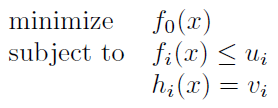 minimize f₀(x)
subject to fᵢ(x) ≤ uᵢ
hᵢ(x) = vᵢ